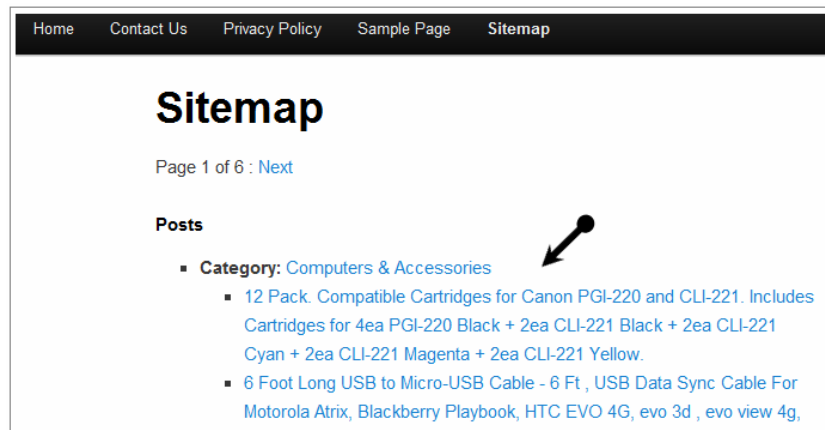 Home Contact Us Privacy Policy Sample Page Sitemap
Sitemap
Page 1 of 6 : Next
Posts
Category: Computers & Accessories
12 Pack. Compatible Cartridges for Canon PGI-220 and CLI-221. Includes
Cartridges for 4ea PGI-220 Black + 2ea CLI-221 Black + 2ea CLI-221
Cyan + 2ea CLI-221 Magenta + 2ea CLI-221 Yellow.
6 Foot Long USB to Micro-USB Cable - 6 Ft , USB Data Sync Cable For
Motorola Atrix, Blackberry Playbook, HTC EVO 4G, evo 3d , evo view 4g,